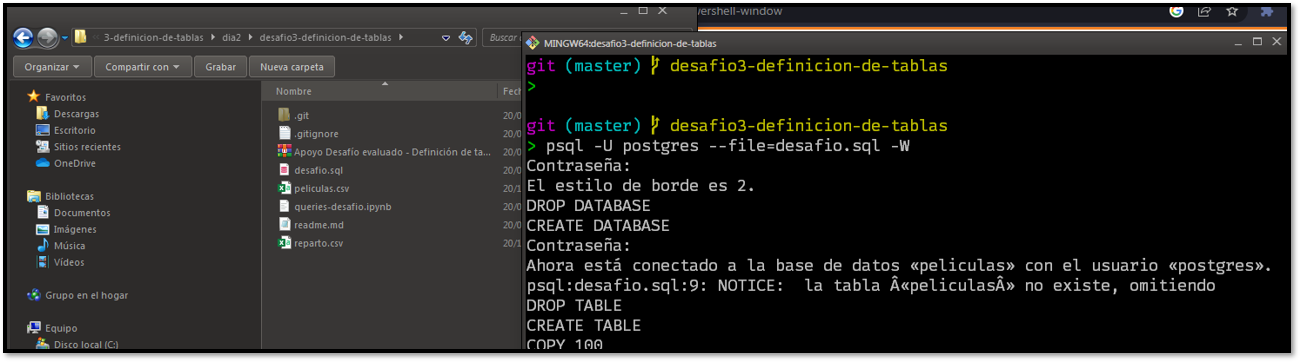 3-definicion-de-tablas
dia2
desafio3-definicion-de-tablas
Buscar
Organizar
Compartir con
Grabar
Nueva carpeta
Favoritos
Descargas
Escritorio
Sitios recientes
OneDrive
Bibliotecas
Documentos
Imágenes
Música
Vídeos
Grupo en el hogar
Equipo
Disco local (C:)
Nombre
Fech
.git
20/0
.gitignore
20/0
Apoyo Desafío evaluado - Definición de ta...
20/0
desafio.sql
20/0
peliculas.csv
20/1
queries-desafio.ipynb
20/0
readme.md
20/0
reparto.csv
20/1
ershell-window
MINGW64:desafio3-definicion-de-tablas
git (master) desafio3-definicion-de-tablas
>
git (master) desafio3-definicion-de-tablas
> psql -U postgres --file=desafio.sql -W
Contraseña:
El estilo de borde es 2.
DROP DATABASE
CREATE DATABASE
Contraseña:
Ahora está conectado a la base de datos «peliculas» con el usuario «postgres».
psql:desafio.sql:9: NOTICE:  la tabla Â«peliculasÂ» no existe, omitiendo
DROP TABLE
CREATE TABLE
COPY 100